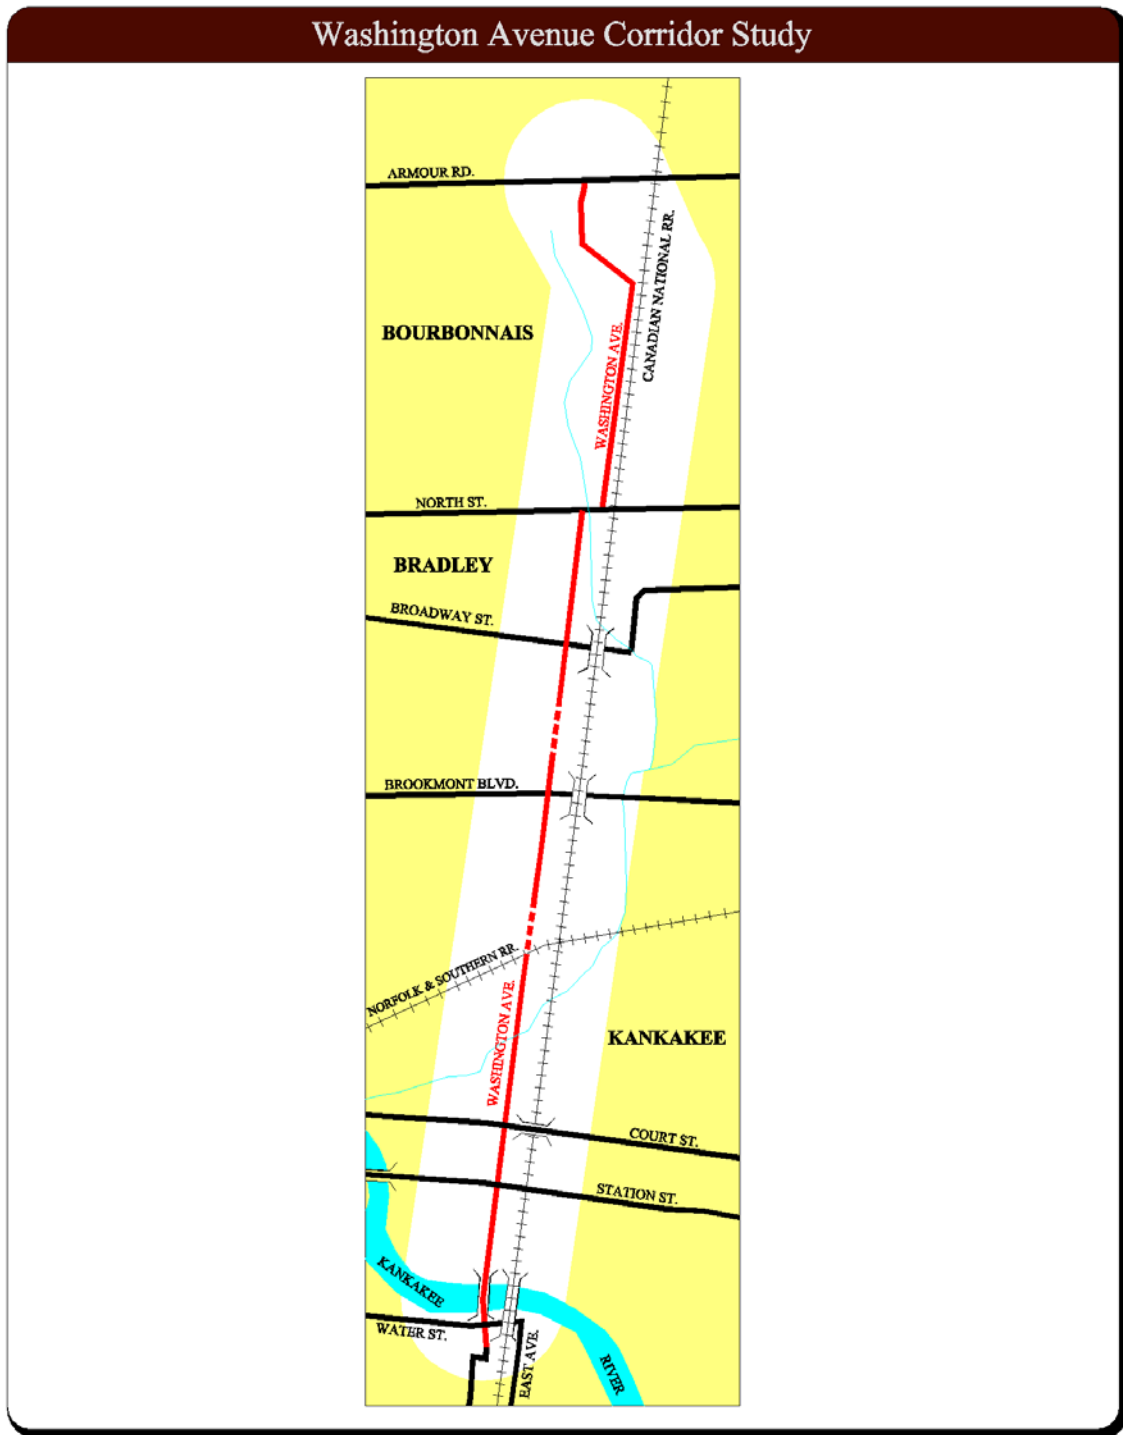 Washington Avenue Corridor Study
ARMOUR RD.
CANADIAN NATIONAL RR.
BOURBONNAIS
WASHINGTON AVE.
NORTH ST.
BRADLEY
BROADWAY ST.
BROOKMONT BLVD.
NORFOLK & SOUTHERN RR.
WASHINGTON AVE.
KANKAKEE
COURT ST.
STATION ST.
KANKAKEE
WATER ST.
EAST AVE.
RIVER